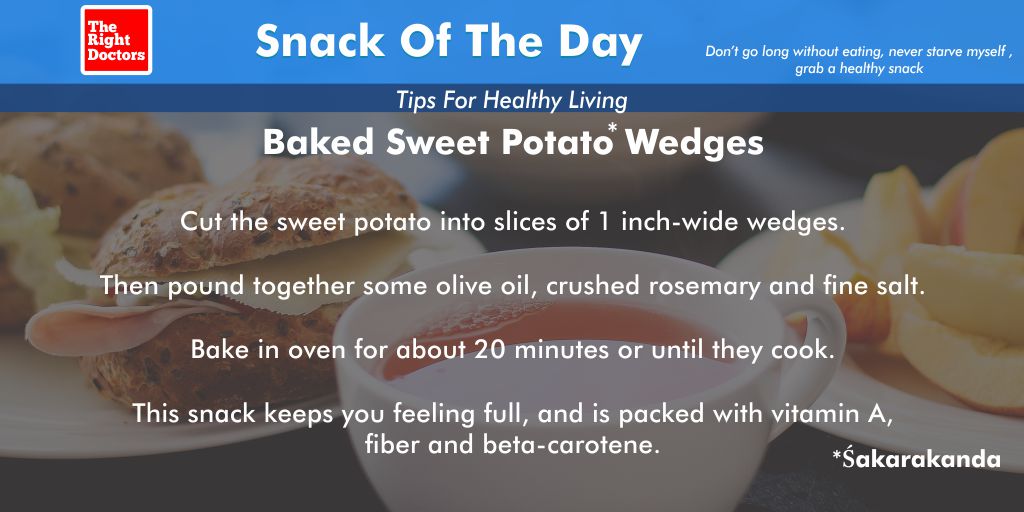 The
Right
Doctors
Snack Of The Day
Don't go long without eating, never starve myself ,
grab a healthy snack
Tips For Healthy Living
Baked Sweet Potato* Wedges
Cut the sweet potato into slices of 1 inch-wide wedges.
Then pound together some olive oil, crushed rosemary and fine salt.
Bake in oven for about 20 minutes or until they cook.
This snack keeps you feeling full, and is packed with vitamin A,
fiber and beta-carotene.
*Śakarakanda